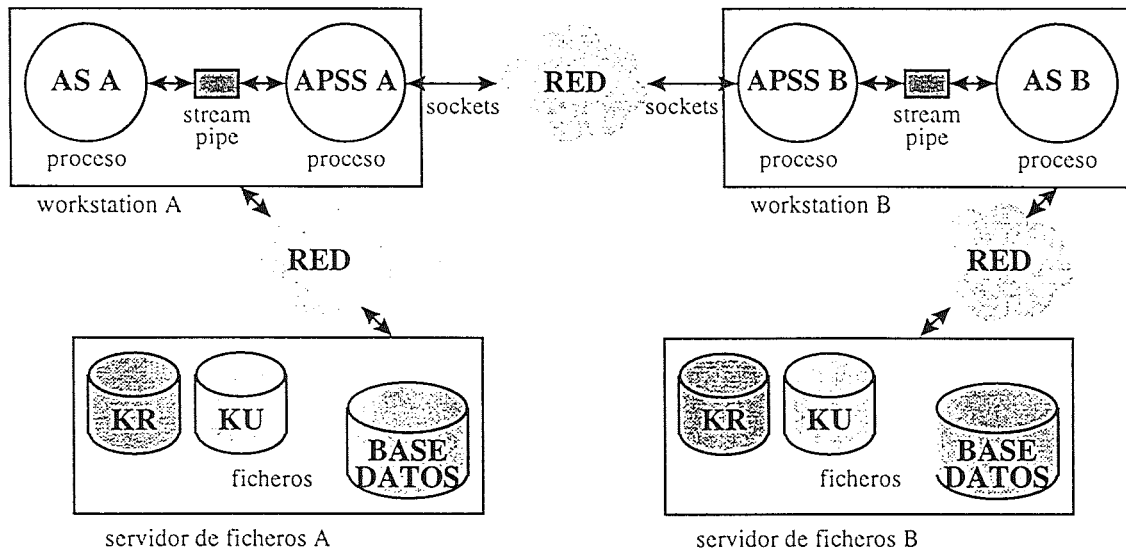 AS A
APSS A
RED
APSS B
AS B
stream
pipe
sockets
sockets
stream
pipe
proceso
proceso
proceso
proceso
workstation A
workstation B
RED
RED
KR
KU
BASE
DATOS
ficheros
KR
KU
BASE
DATOS
ficheros
servidor de ficheros A
servidor de ficheros B